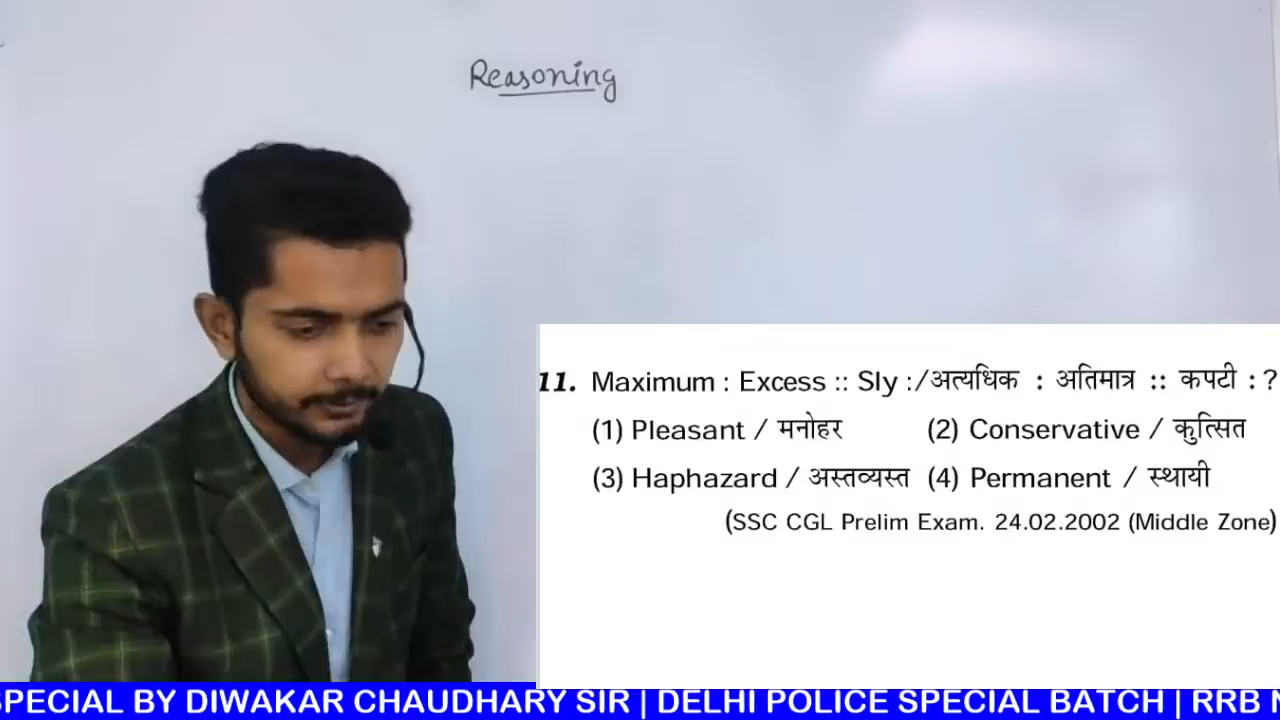 Reasoning
11. Maximum : Excess :: Sly :/अत्यधिक : अतिमात्र :: कपटी : ?
(1) Pleasant / मनोहर (2) Conservative / कुत्सित
(3) Haphazard / अस्तव्यस्त (4) Permanent / स्थायी
(SSC CGL Prelim Exam. 24.02.2002 (Middle Zone)
SPECIAL BY DIWAKAR CHAUDHARY SIR | DELHI POLICE SPECIAL BATCH | RRB